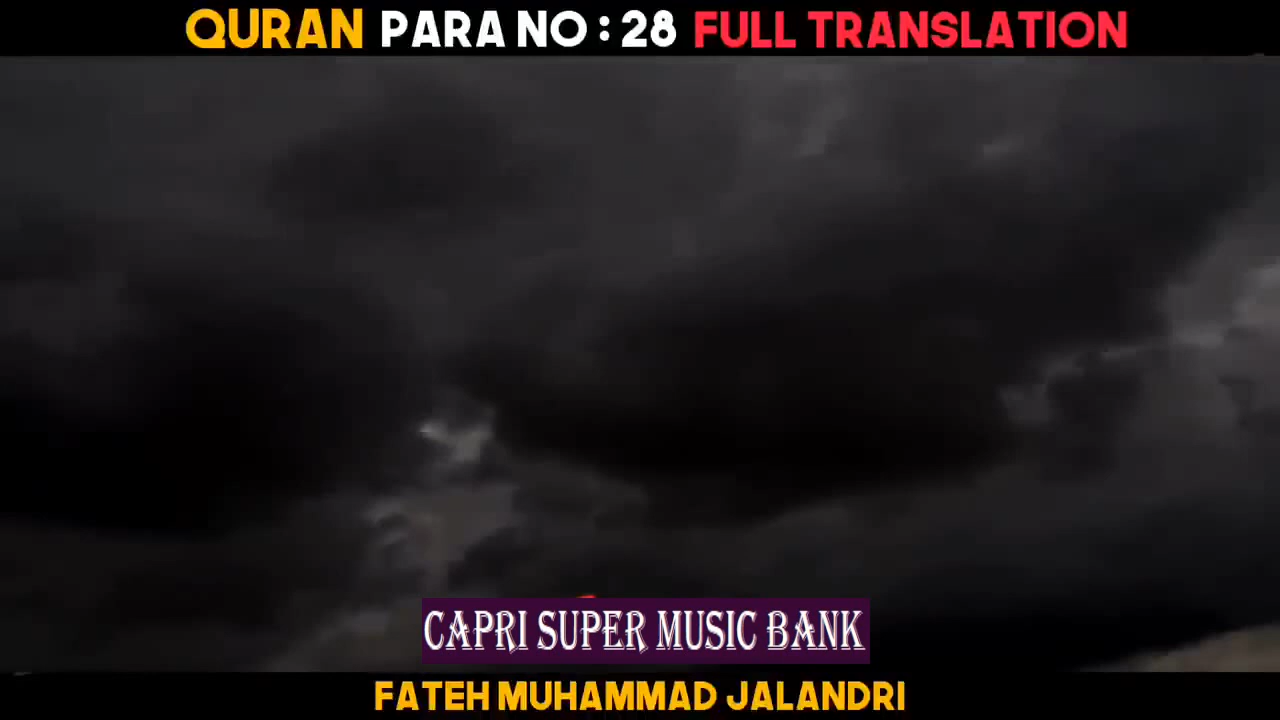 QURAN PARA NO : 28 FULL TRANSLATION
CAPRI SUPER MUSIC BANK
FATEH MUHAMMAD JALANDRI